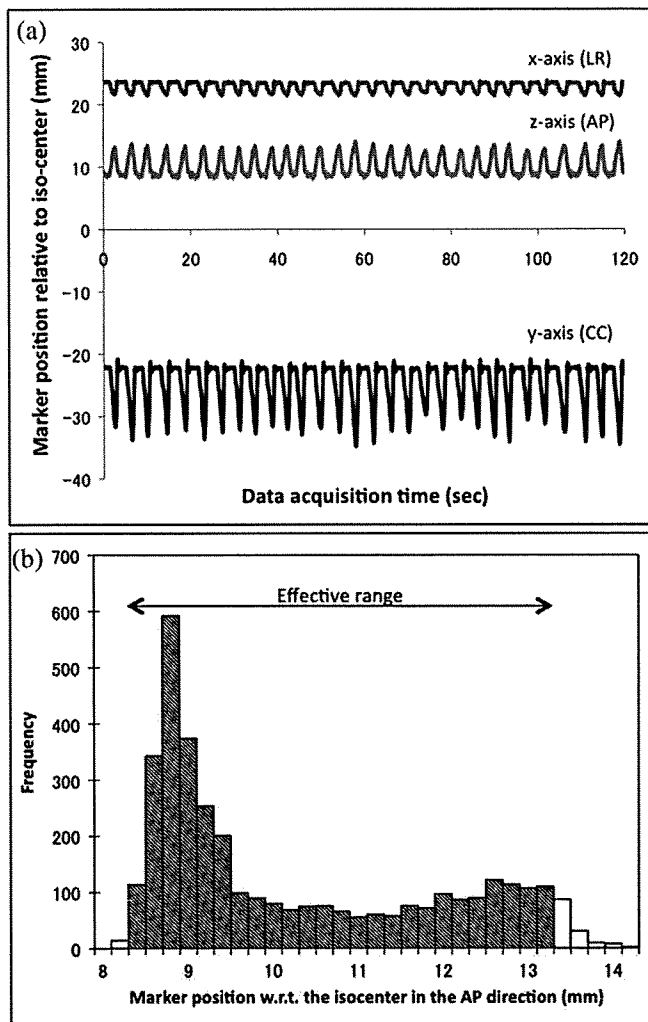 (a)
30
20
10
0
-10
-20
-30
-40
Marker position relative to iso-center (mm)
x-axis (LR)
z-axis (AP)
0 20 40 60 80 100 120
y-axis (CC)
Data acquisition time (sec)
(b)
700
600
500
400
300
200
100
0
Frequency
Effective range
8 9 10 11 12 13 14
Marker position w.r.t. the isocenter in the AP direction (mm)